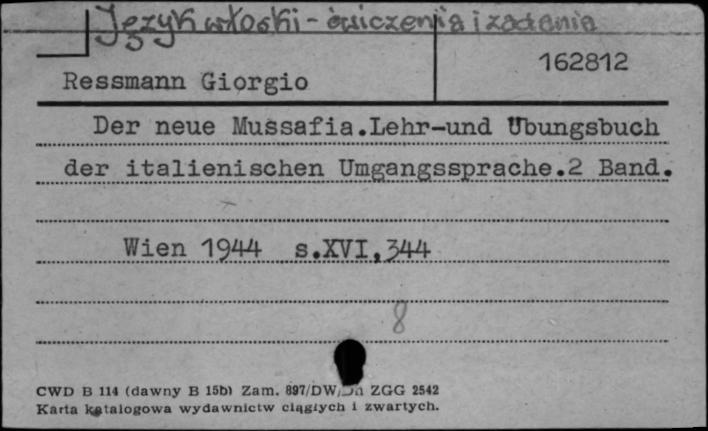 Język włoski - ćwiczenia i zadania
162812
Ressmann Giorgio
Der neue Mussafia.Lehr-und Übungsbuch
der italienischen Umgangssprache.2 Band.
Wien 1944 s.XVI,344
8
CWD B 114 (dawny B 15b) Zam. 897/DW/ ZGG 2542
Karta katalogowa wydawnictw ciągłych i zwartych.